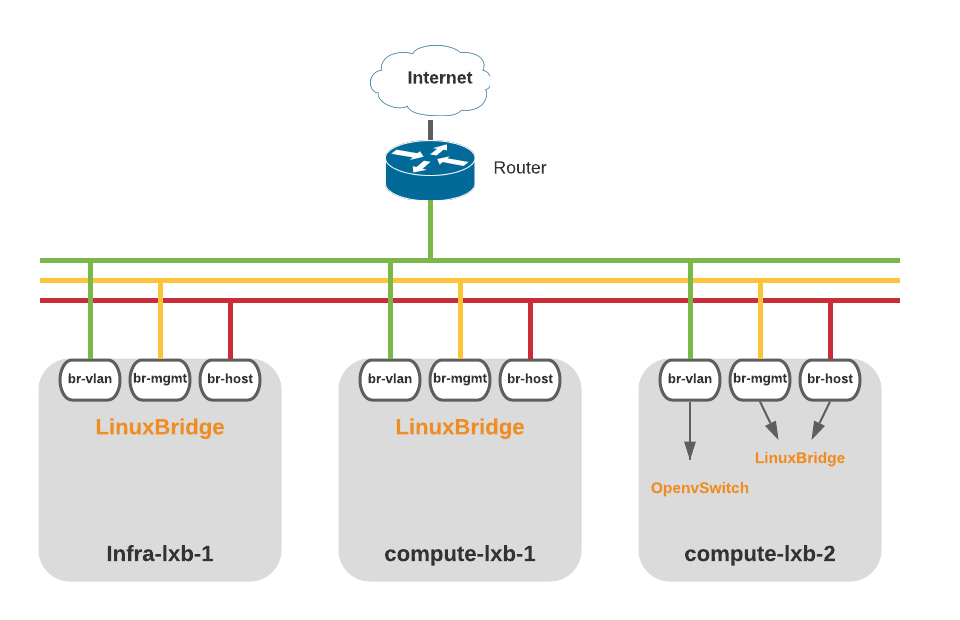 Internet
Router
br-vlan br-mgmt br-host
LinuxBridge
Infra-lxb-1
br-vlan br-mgmt br-host
LinuxBridge
compute-lxb-1
br-vlan br-mgmt br-host
LinuxBridge
OpenvSwitch
compute-lxb-2